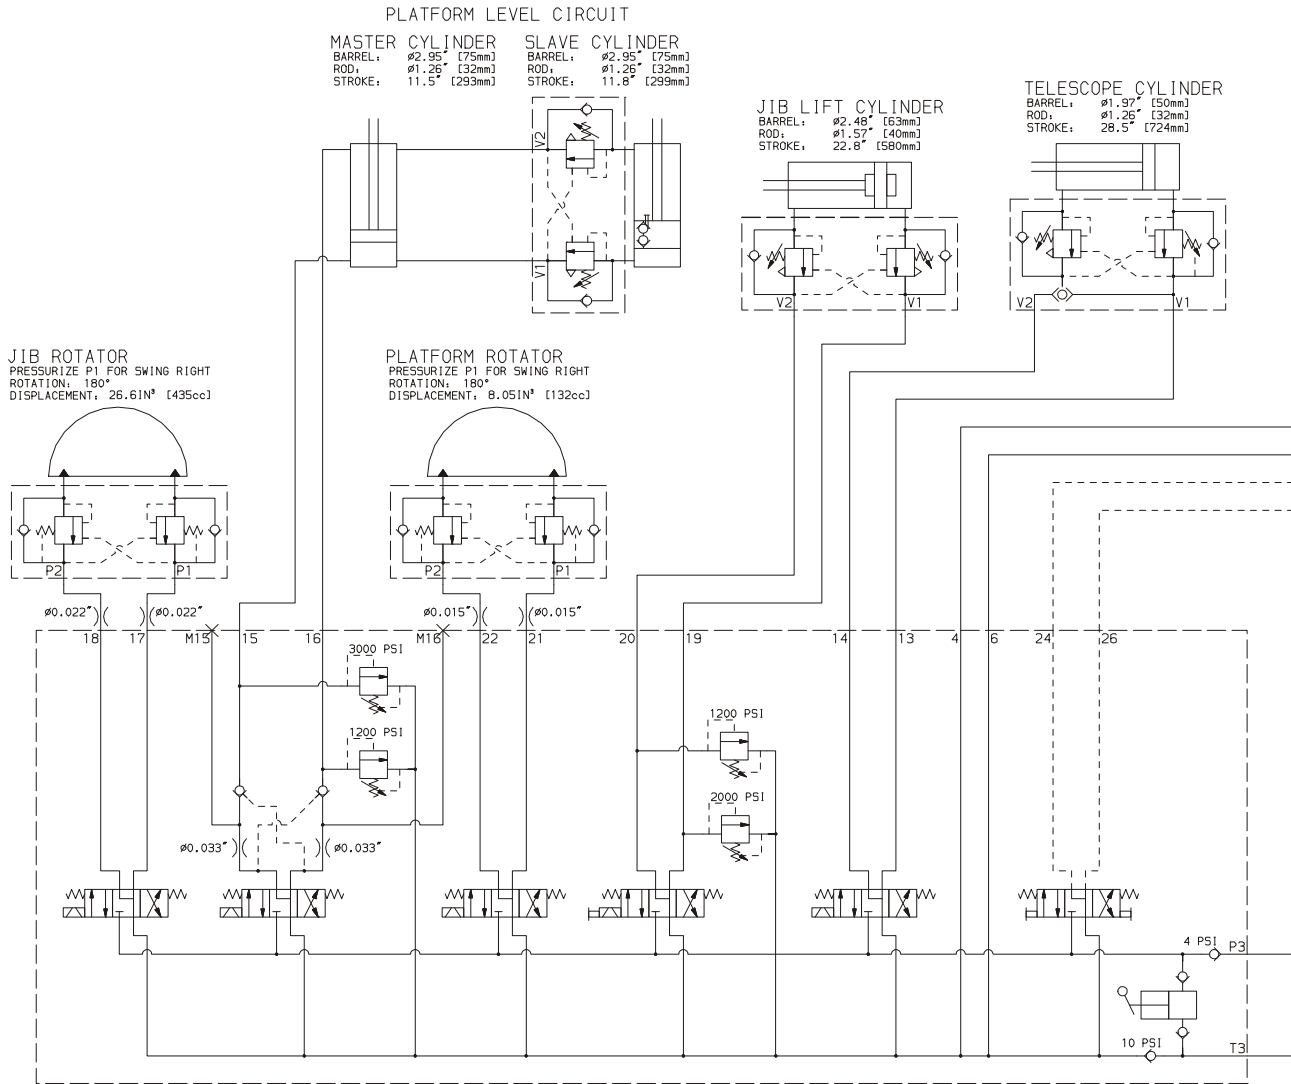 PLATFORM LEVEL CIRCUIT
MASTER CYLINDER
BARREL: ø2.95" [75mm]
ROD: ø1.26" [32mm]
STROKE: 11.5" [293mm]
SLAVE CYLINDER
BARREL: ø2.95" [75mm]
ROD: ø1.26" [32mm]
STROKE: 11.8" [299mm]
JIB LIFT CYLINDER
BARREL: ø2.48" [63mm]
ROD: ø1.57" [40mm]
STROKE: 22.8" [580mm]
TELESCOPE CYLINDER
BARREL: ø1.97" [50mm]
ROD: ø1.26" [32mm]
STROKE: 28.5" [724mm]
V2
V1
V2
V1
V2
V1
JIB ROTATOR
PRESSURIZE P1 FOR SWING RIGHT
ROTATION: 180°
DISPLACEMENT: 26.6IN³ [435cc]
PLATFORM ROTATOR
PRESSURIZE P1 FOR SWING RIGHT
ROTATION: 180°
DISPLACEMENT: 8.05IN³ [132cc]
P2
P1
P2
P1
ø0.022"
ø0.022"
ø0.015"
ø0.015"
18
17
M15
15
16
M16
22
21
20
19
14
13
4
6
24
26
3000 PSI
1200 PSI
1200 PSI
2000 PSI
ø0.033"
ø0.033"
4 PSI
P3
10 PSI
T3